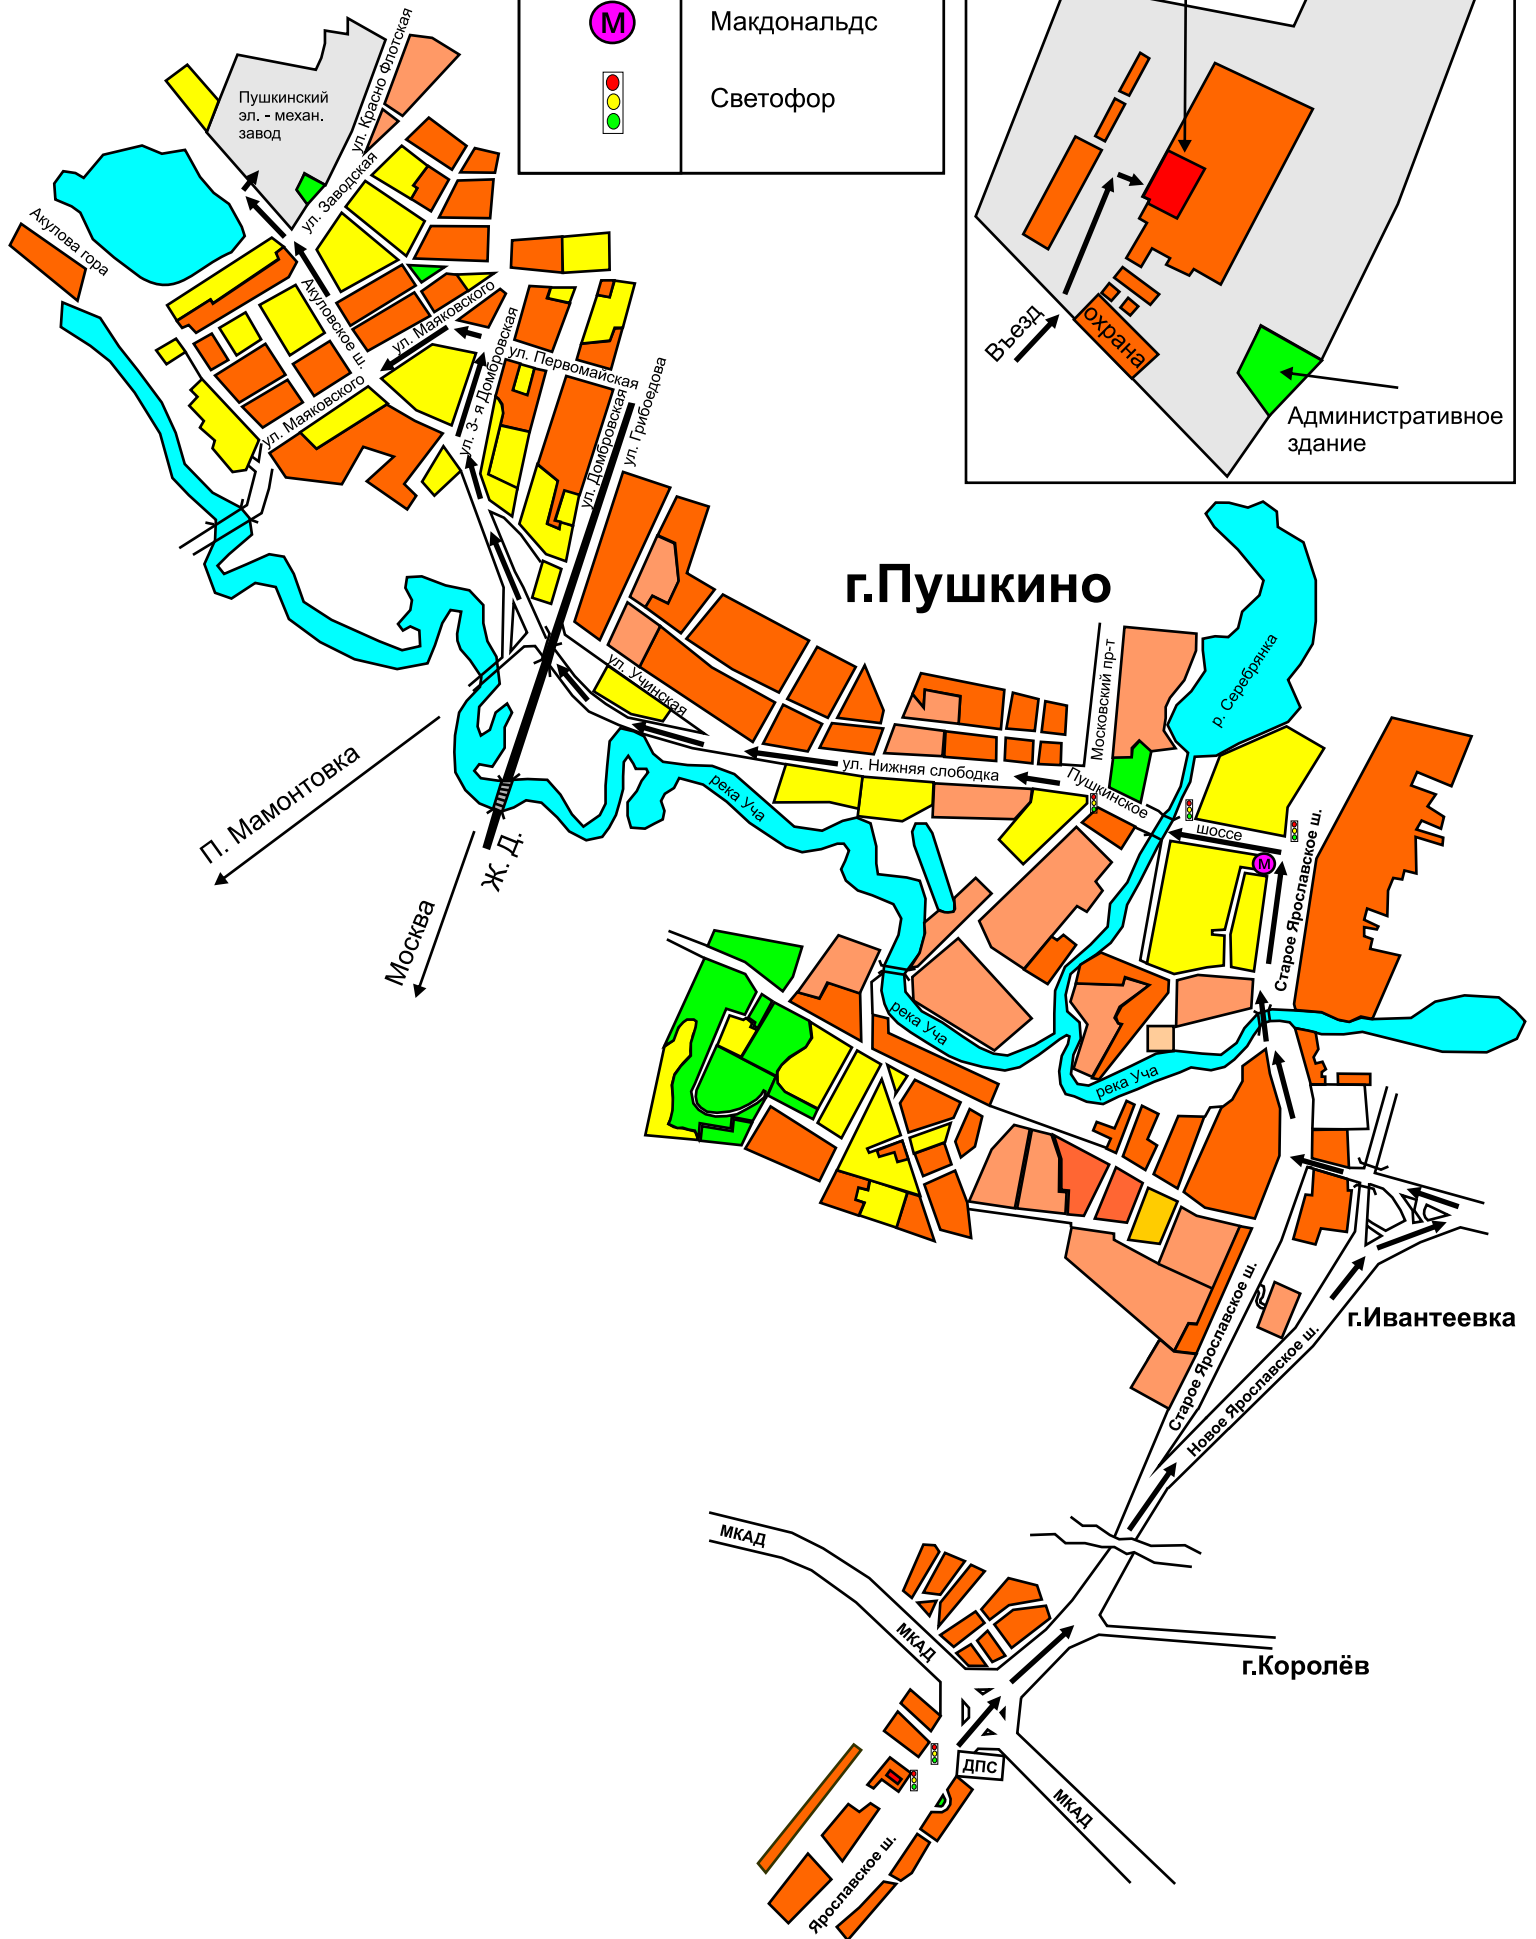 М
Макдональдс
Светофор
Въезд
охрана
Административное
здание
Пушкинский
эл. - механ.
завод
ул. Красно Флотская
ул. Заводская
Акулова гора
Акуловское ш.
ул. Маяковского
ул. Маяковского
ул. 3- я Домбровская
ул. Первомайская
ул. Домбровская
ул. Грибоедова
г.Пушкино
ул. Учинская
Московский пр-т
р. Серебрянка
ул. Нижняя слободка
Пушкинское
шоссе
М
Старое Ярославское ш.
река Уча
П. Мамонтовка
Ж. Д.
Москва
река Уча
река Уча
г.Ивантеевка
Старое Ярославское ш.
Новое Ярославское ш.
МКАД
МКАД
г.Королёв
ДПС
МКАД
Ярославское ш.